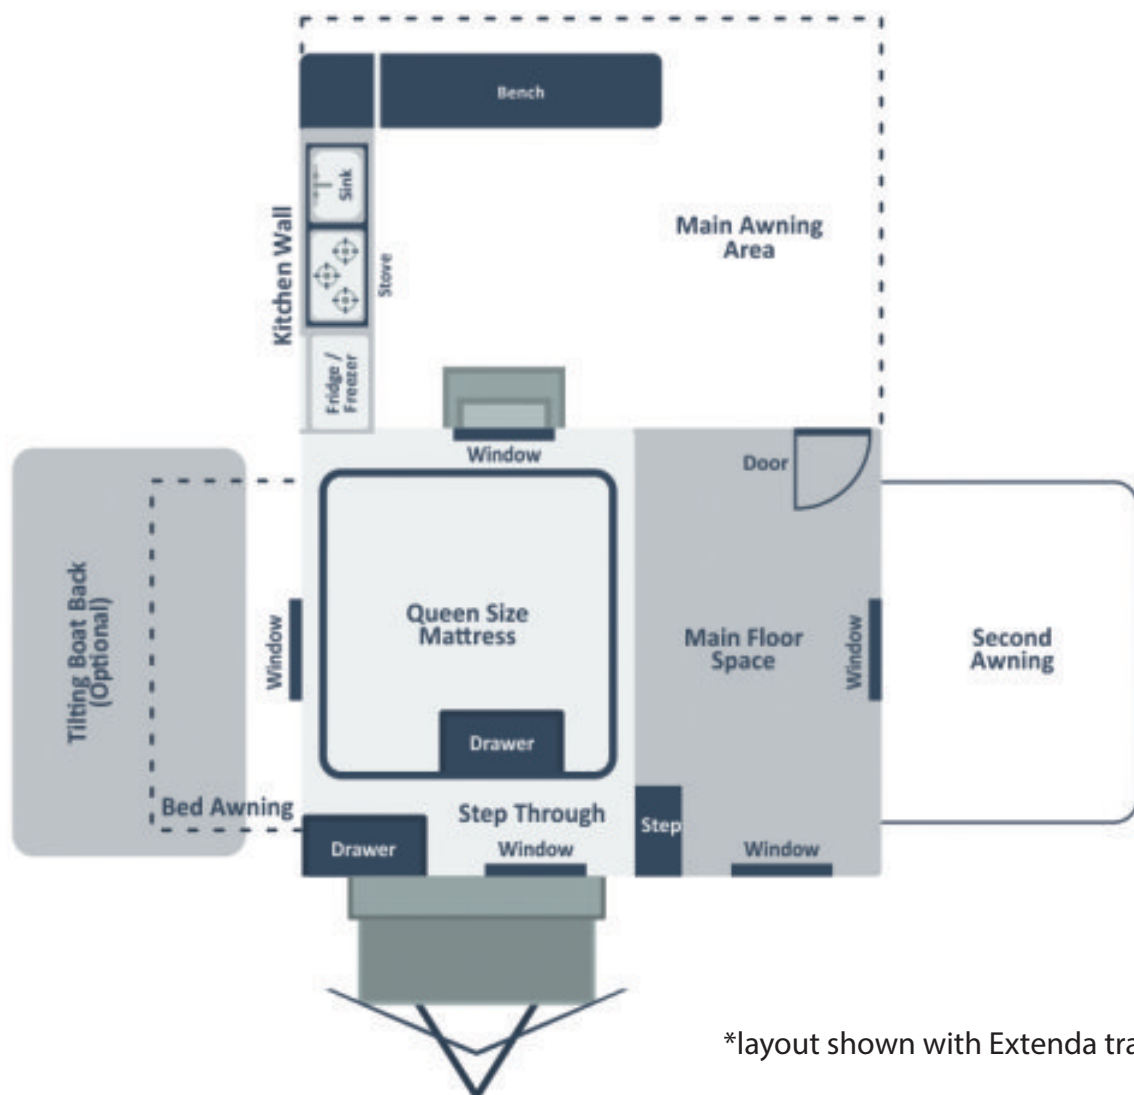 Bench
Sink
Kitchen Wall
Stove
Main Awning
Area
Fridge /
Freezer
Window
Door
Tilting Boat Back
(Optional)
Window
Queen Size
Mattress
Main Floor
Space
Window
Second
Awning
Drawer
Bed Awning
Step Through
Step
Drawer
Window
Window
*layout shown with Extenda